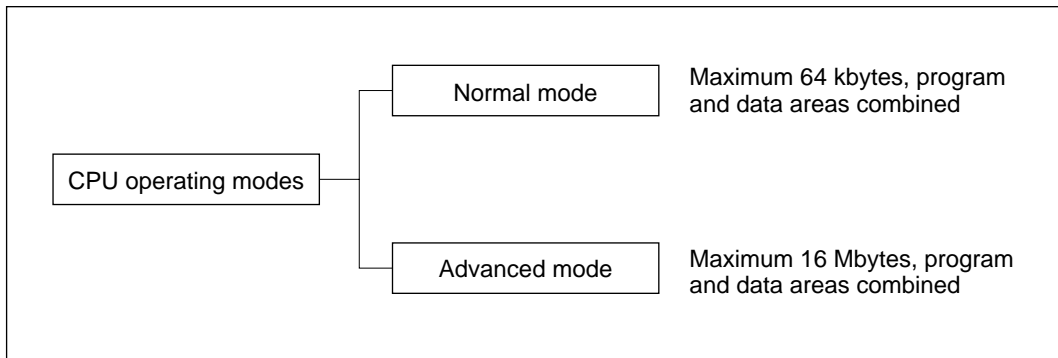 Normal mode
Maximum 64 kbytes, program
and data areas combined
CPU operating modes
Advanced mode
Maximum 16 Mbytes, program
and data areas combined